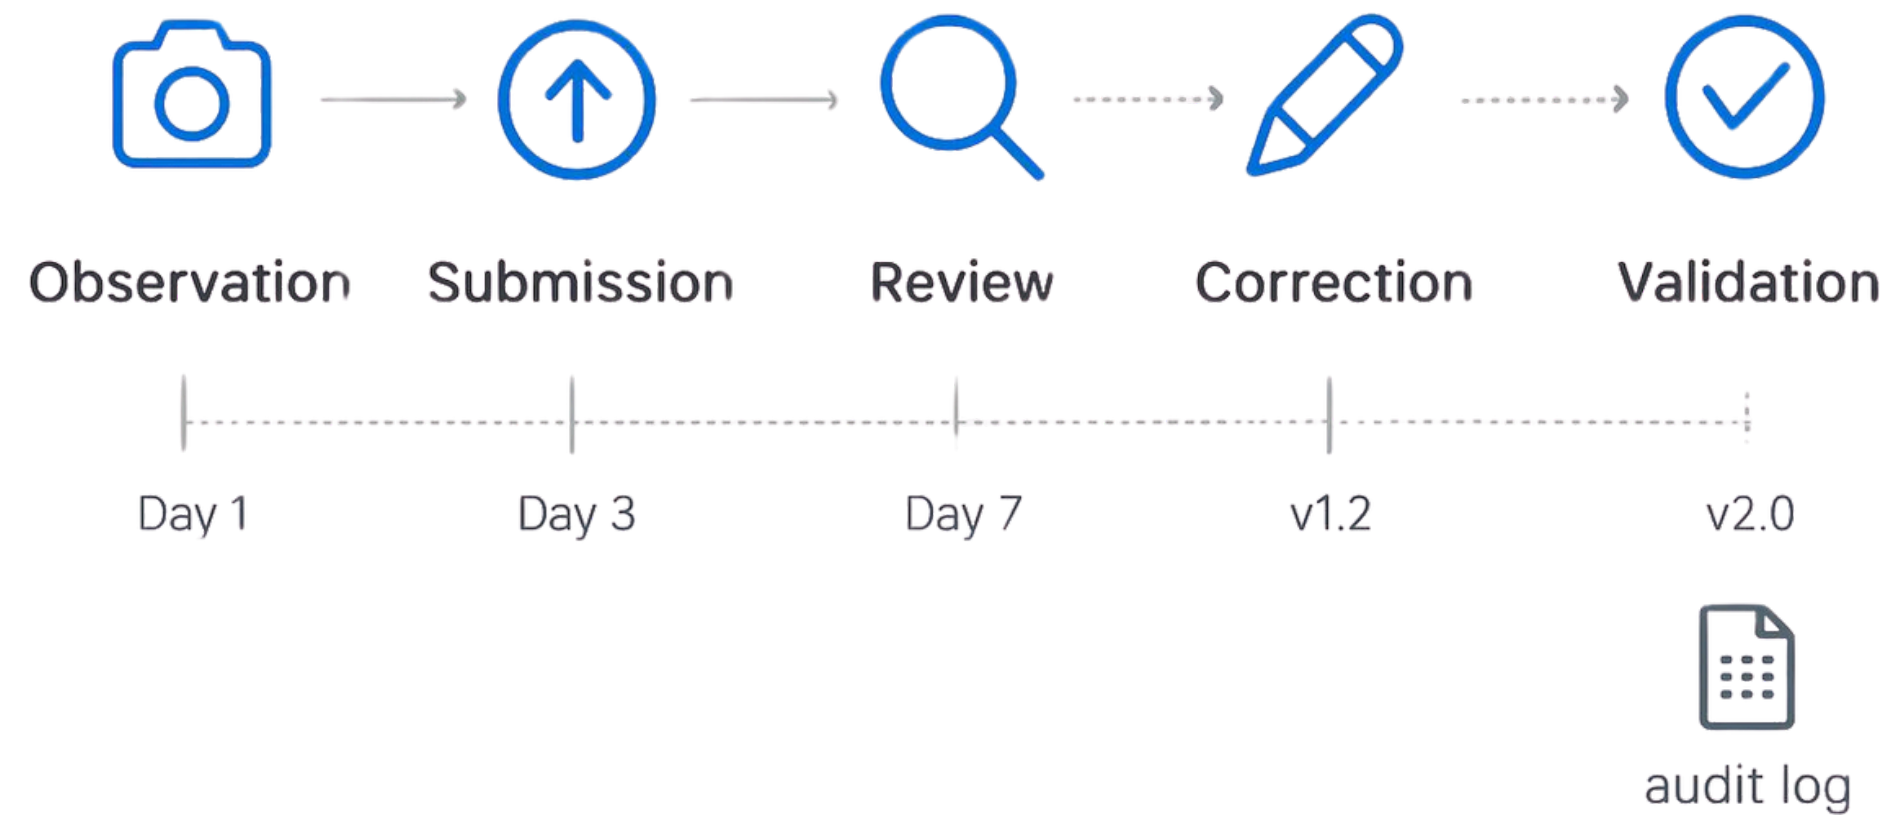 Observation Submission Review Correction Validation
Day 1 Day 3 Day 7 v1.2 v2.0
audit log